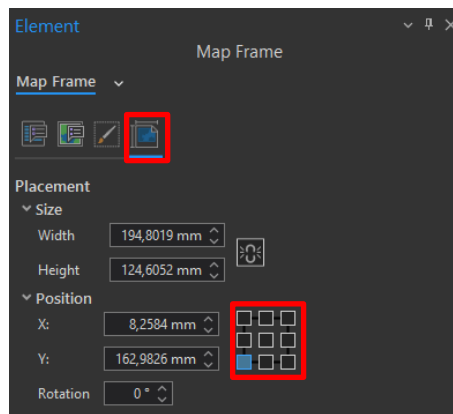 Element
Map Frame
Map Frame
Placement
Size
Width 194,8019 mm
Height 124,6052 mm
Position
X: 8,2584 mm
Y: 162,9826 mm
Rotation 0 °